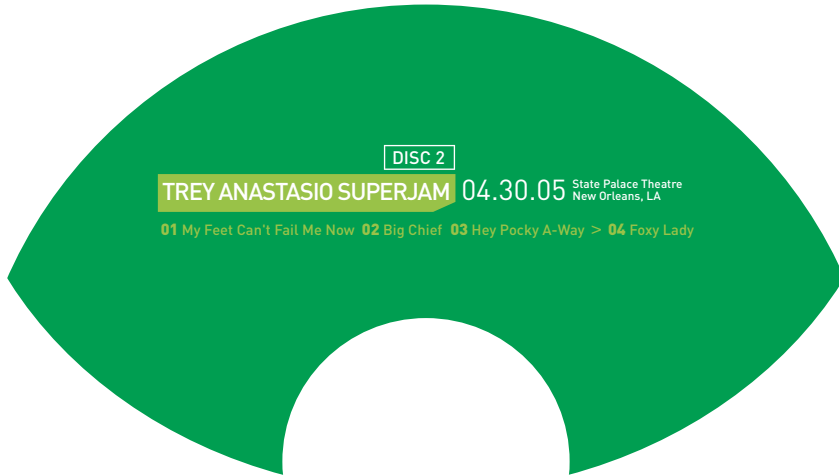 DISC 2
TREY ANASTASIO SUPERJAM 04.30.05 State Palace Theatre
New Orleans, LA
01 My Feet Can't Fail Me Now 02 Big Chief 03 Hey Pocky A-Way > 04 Foxy Lady